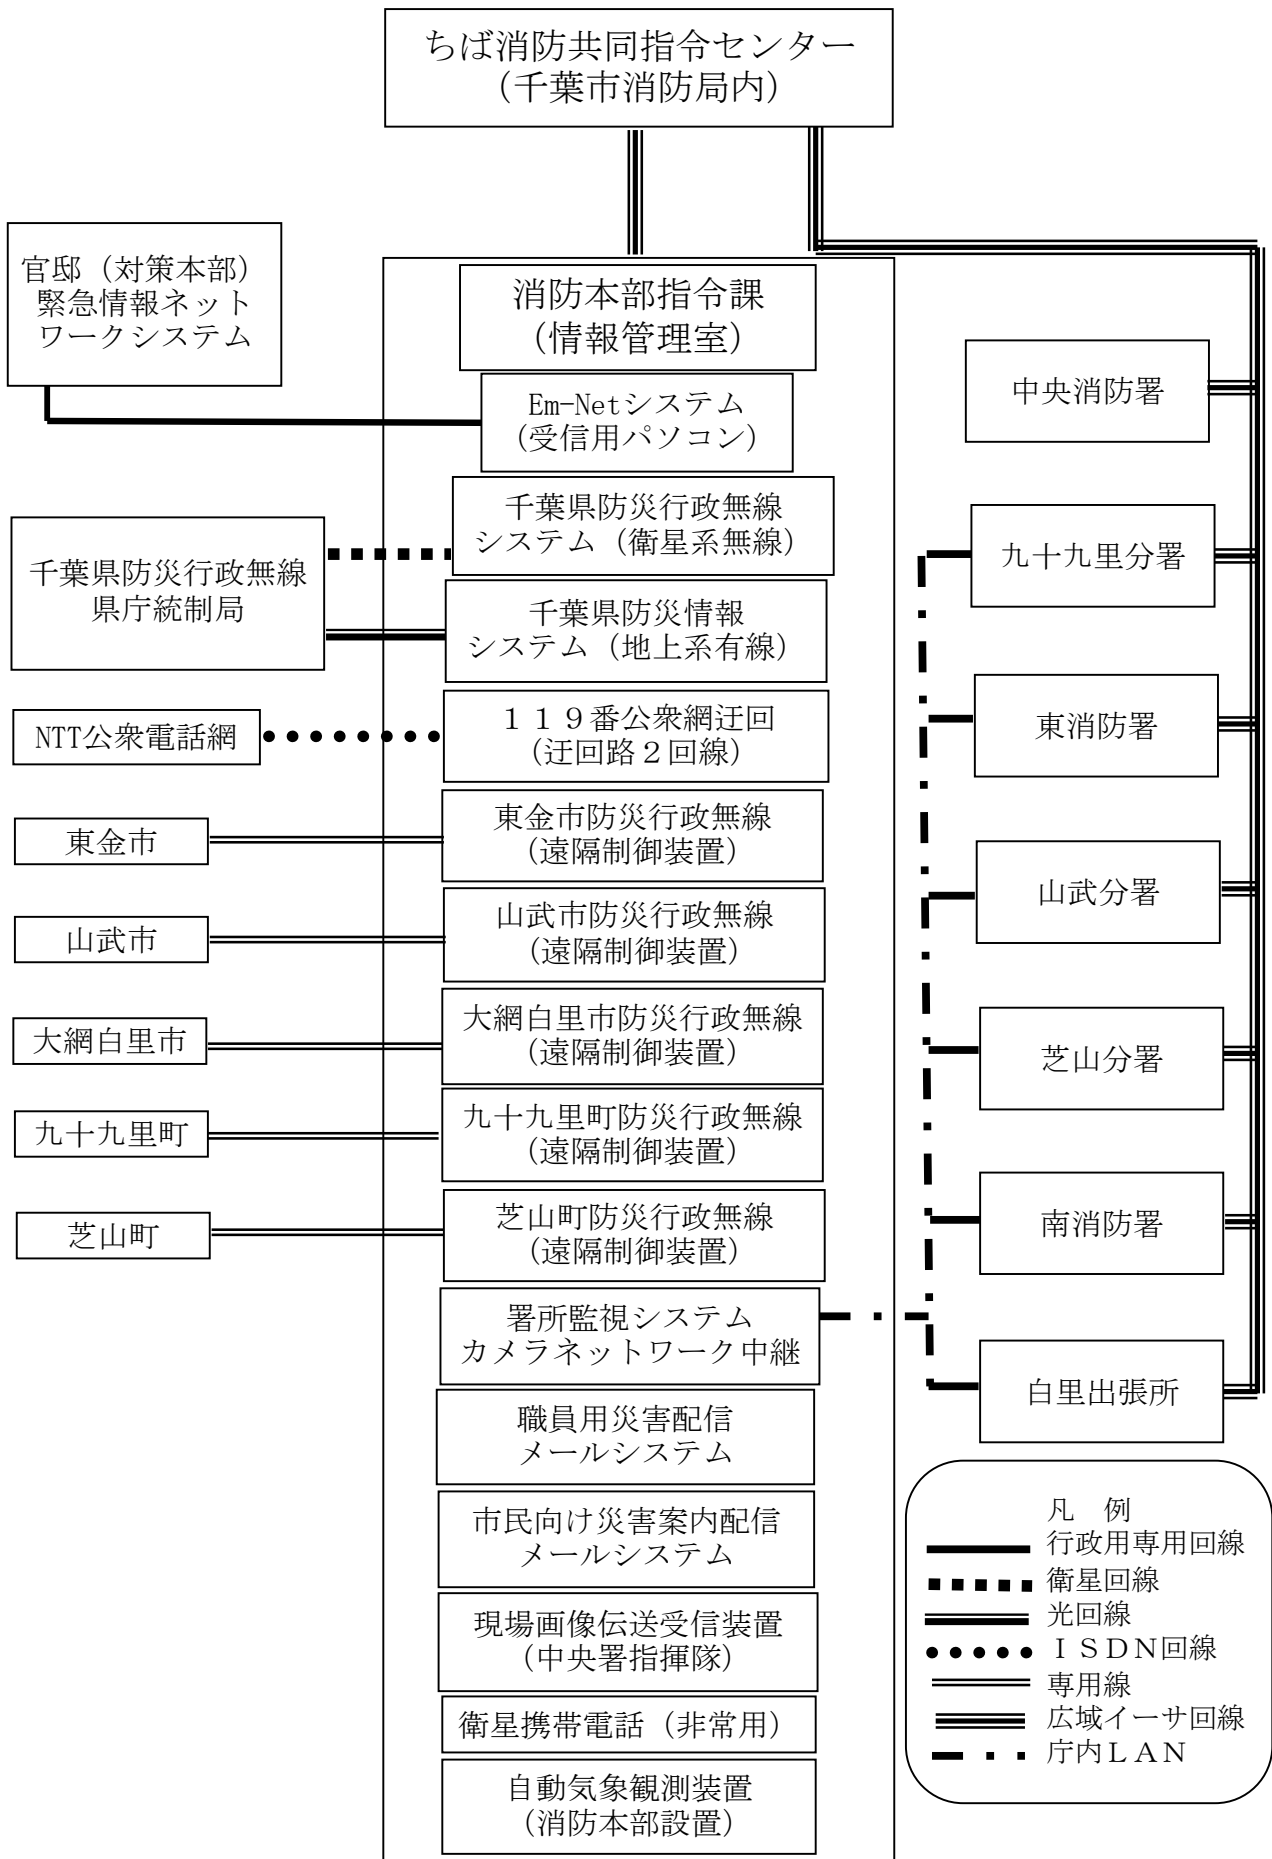 ちば消防共同指令センター
（千葉市消防局内）
官邸（対策本部）
緊急情報ネット
ワークシステム
消防本部指令課
（情報管理室）
Em-Netシステム
（受信用パソコン）
千葉県防災行政無線
県庁統制局
千葉県防災行政無線
システム（衛星系無線）
千葉県防災情報
システム（地上系有線）
NTT公衆電話網
１１９番公衆網迂回
（迂回路２回線）
東金市
東金市防災行政無線
（遠隔制御装置）
山武市
山武市防災行政無線
（遠隔制御装置）
大網白里市
大網白里市防災行政無線
（遠隔制御装置）
九十九里町
九十九里町防災行政無線
（遠隔制御装置）
芝山町
芝山町防災行政無線
（遠隔制御装置）
署所監視システム
カメラネットワーク中継
職員用災害配信
メールシステム
市民向け災害案内配信
メールシステム
現場画像伝送受信装置
（中央署指揮隊）
衛星携帯電話（非常用）
自動気象観測装置
（消防本部設置）
中央消防署
九十九里分署
東消防署
山武分署
芝山分署
南消防署
白里出張所
凡　例
行政用専用回線
衛星回線
光回線
ＩＳＤＮ回線
専用線
広域イーサ回線
庁内ＬＡＮ